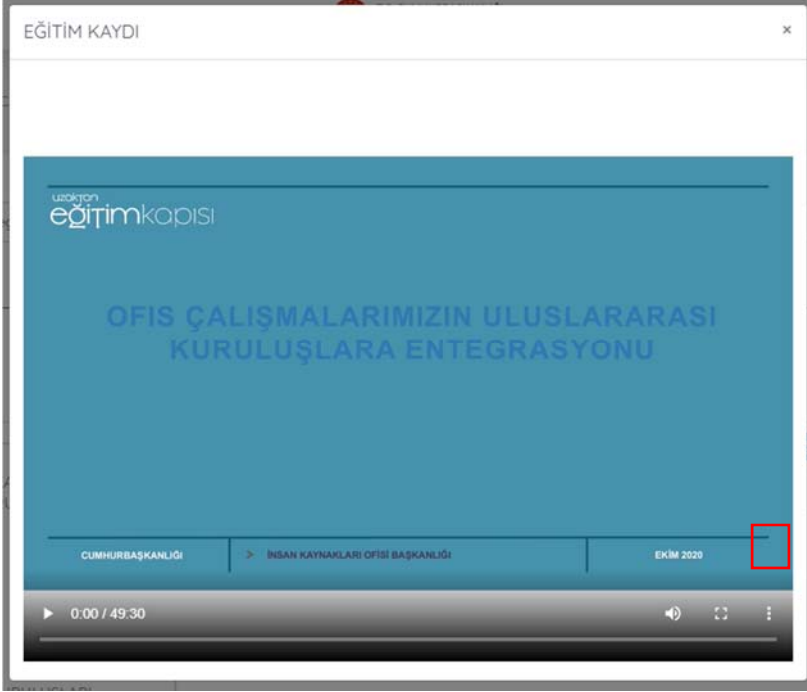 EĞİTİM KAYDI
×
uzaktan
eğitimkapısı
OFIS ÇALIŞMALARIMIZIN ULUSLARARASI
KURULUŞLARA ENTEGRASYONU
CUMHURBAŞKANLIĞI > İNSAN KAYNAKLARI OFİSİ BAŞKANLIĞI EKİM 2020
0:00 / 49:30